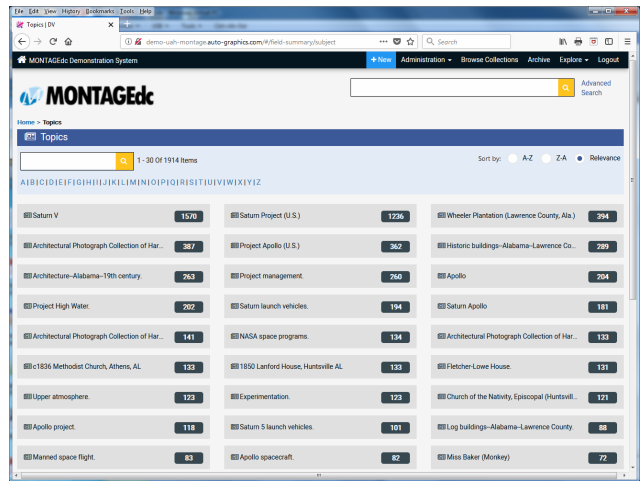 File Edit View History Bookmarks Tools Help
Topics | DV
demo-uah-montage.auto-graphics.com/#/field-summary/subject
Search
MONTAGEdc Demonstration System
+ New Administration Browse Collections Archive Explore Logout
MONTAGEdc
Advanced
Search
Home > Topics
Topics
1 - 30 Of 1914 Items
Sort by: A-Z Z-A Relevance
A|B|C|D|E|F|G|H|I|J|K|L|M|N|O|P|Q|R|S|T|U|V|W|X|Y|Z
Saturn V 1570 Saturn Project (U.S.) 1236 Wheeler Plantation (Lawrence County, Ala.) 394
Architectural Photograph Collection of Har... 387 Project Apollo (U.S.) 362 Historic buildings--Alabama--Lawrence Co... 289
Architecture--Alabama--19th century. 263 Project management. 260 Apollo 204
Project High Water. 202 Saturn launch vehicles. 194 Saturn Apollo 181
Architectural Photograph Collection of Har... 141 NASA space programs. 134 Architectural Photograph Collection of Har... 133
c1836 Methodist Church, Athens, AL 133 1850 Lanford House, Huntsville AL 133 Fletcher-Lowe House. 131
Upper atmosphere. 123 Experimentation. 123 Church of the Nativity, Episcopal (Huntsvill... 121
Apollo project. 118 Saturn 5 launch vehicles. 101 Log buildings--Alabama--Lawrence County. 88
Manned space flight. 83 Apollo spacecraft. 82 Miss Baker (Monkey) 72